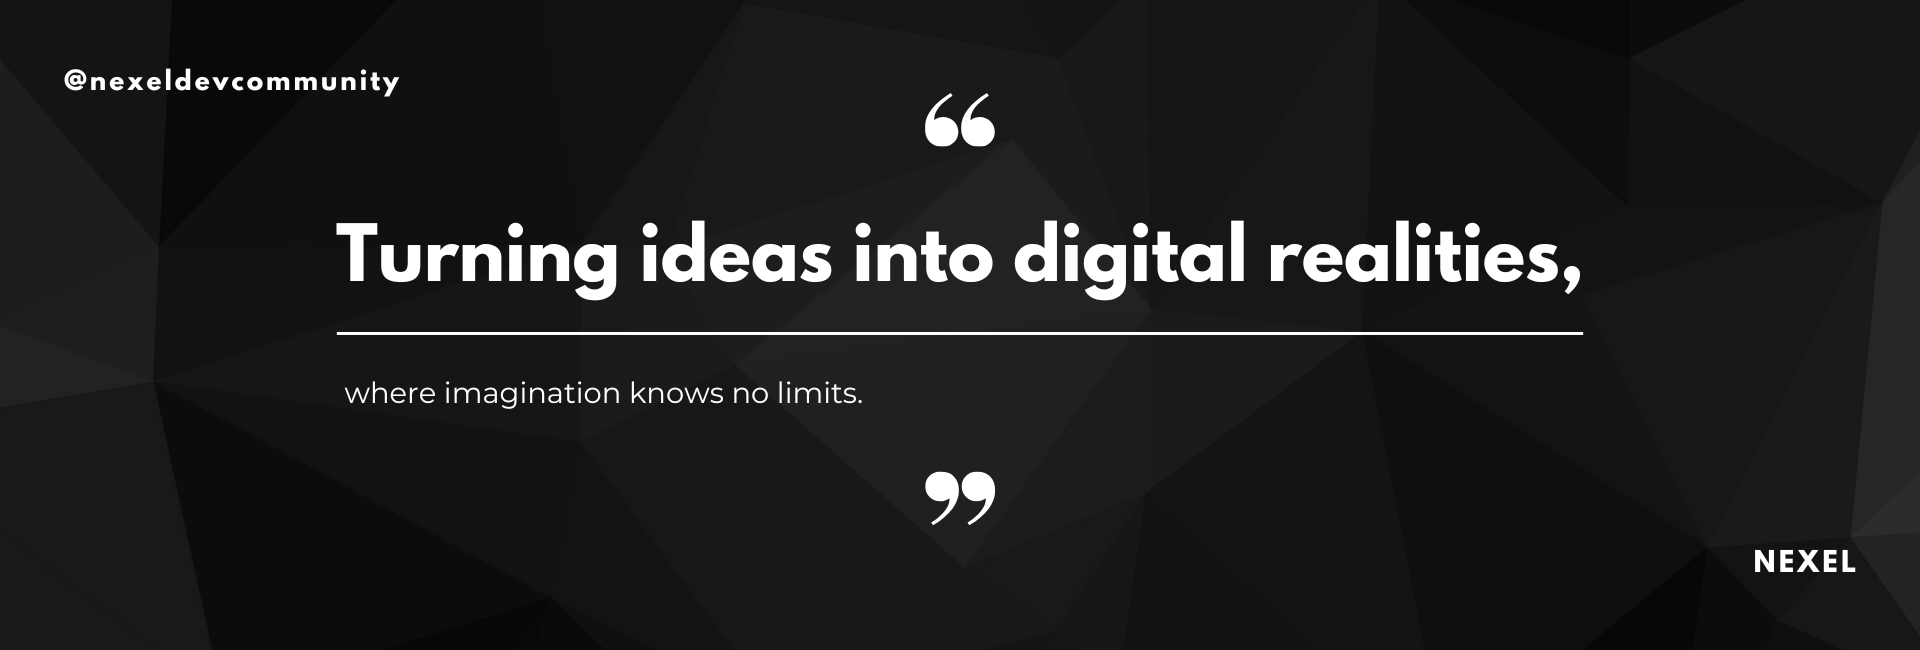 @nexeldevcommunity
“
Turning ideas into digital realities,
where imagination knows no limits.
”
NEXEL